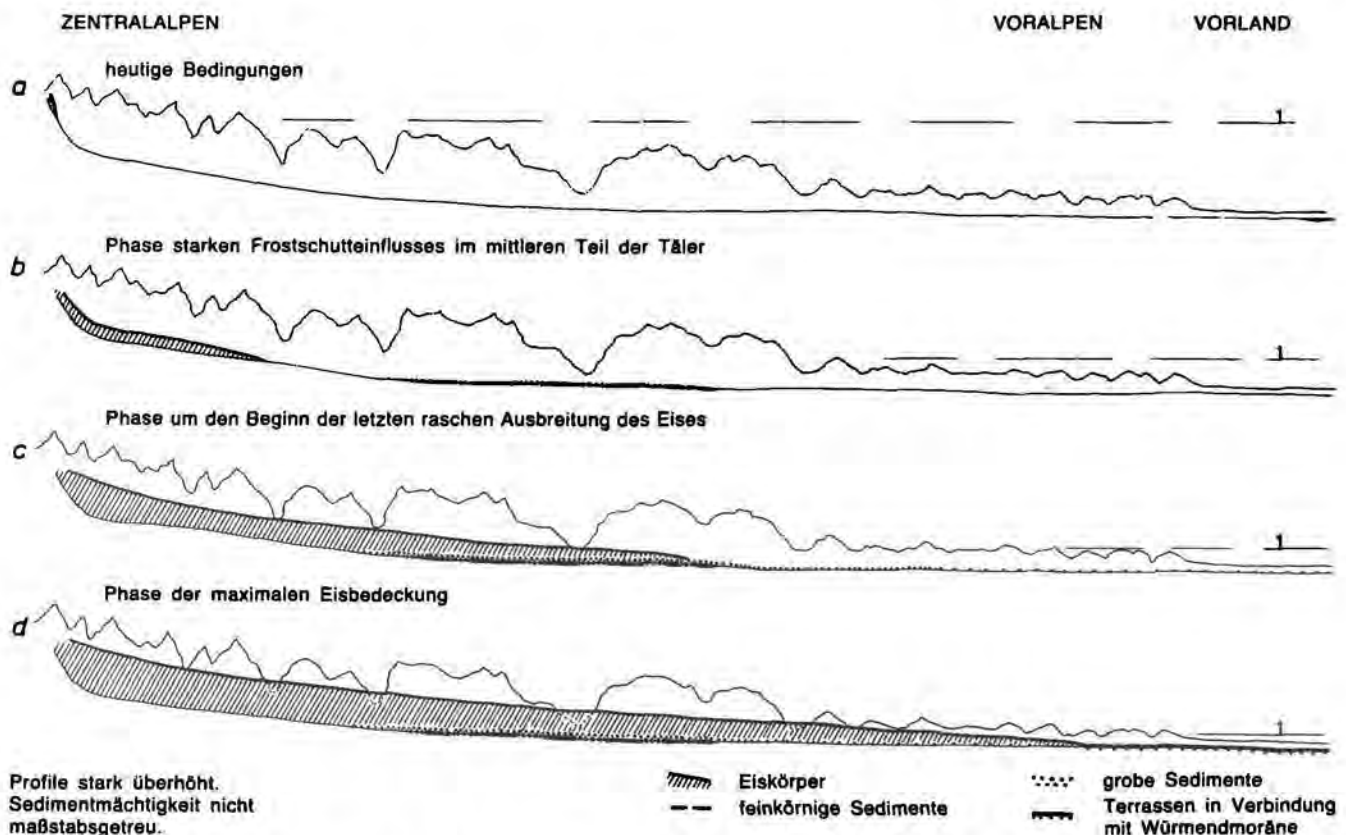 ZENTRALALPEN VORALPEN VORLAND
heutige Bedingungen
a
1
Phase starken Frostschutteinflusses im mittleren Teil der Täler
b
1
Phase um den Beginn der letzten raschen Ausbreitung des Eises
c
1
Phase der maximalen Eisbedeckung
d
1
Profile stark überhöht.
Sedimentmächtigkeit nicht
maßstabsgetreu.
Eiskörper
feinkörnige Sedimente
grobe Sedimente
Terrassen in Verbindung
mit Würmendmoräne